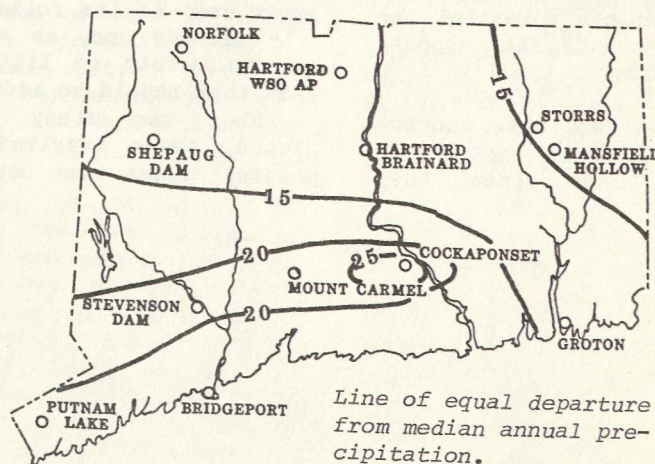 NORFOLK
HARTFORD
WSO AP
15
STORRS
SHEPAUG
DAM
HARTFORD
BRAINARD
MANSFIELD
HOLLOW
15
20
25
COCKAPONSET
MOUNT CARMEL
STEVENSON
DAM
20
GROTON
PUTNAM
LAKE
BRIDGEPORT
Line of equal departure
from median annual pre-
cipitation.